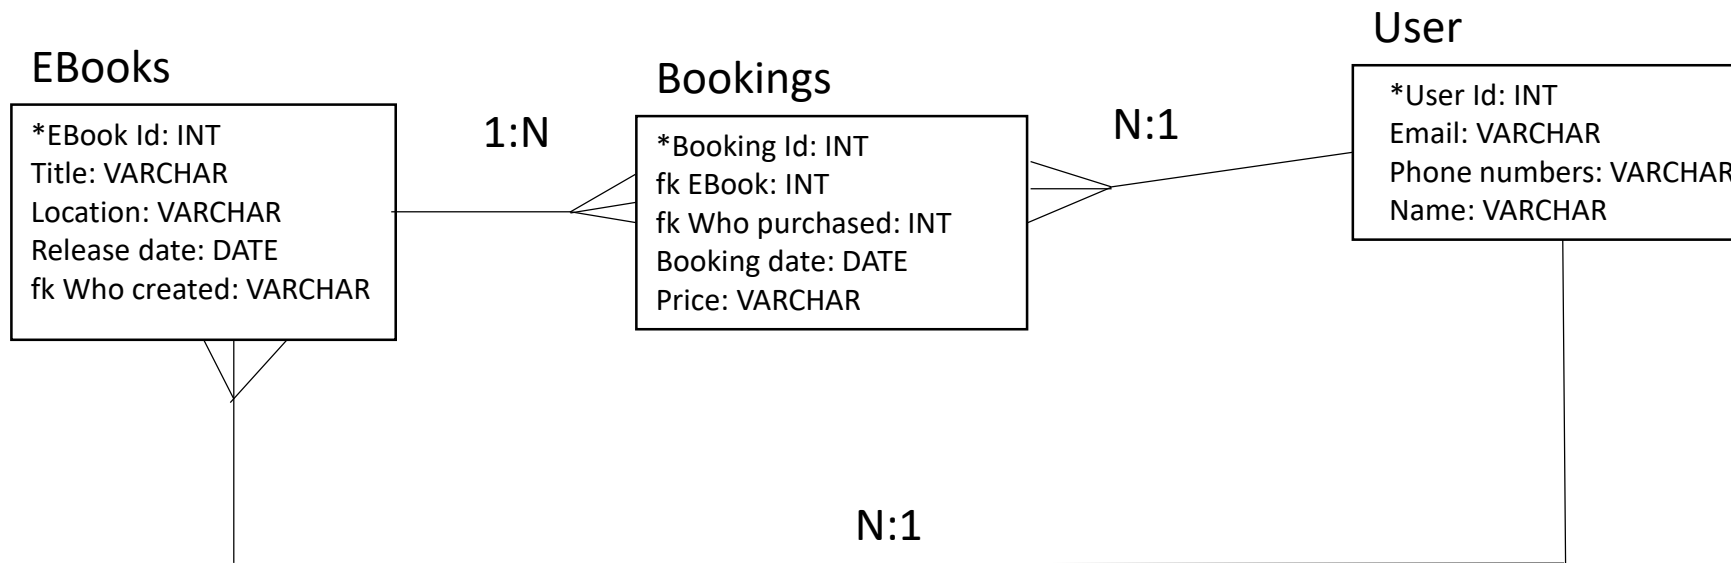 EBooks
*EBook Id: INT
Title: VARCHAR
Location: VARCHAR
Release date: DATE
fk Who created: VARCHAR
1:N
Bookings
*Booking Id: INT
fk EBook: INT
fk Who purchased: INT
Booking date: DATE
Price: VARCHAR
N:1
User
*User Id: INT
Email: VARCHAR
Phone numbers: VARCHAR
Name: VARCHAR
N:1